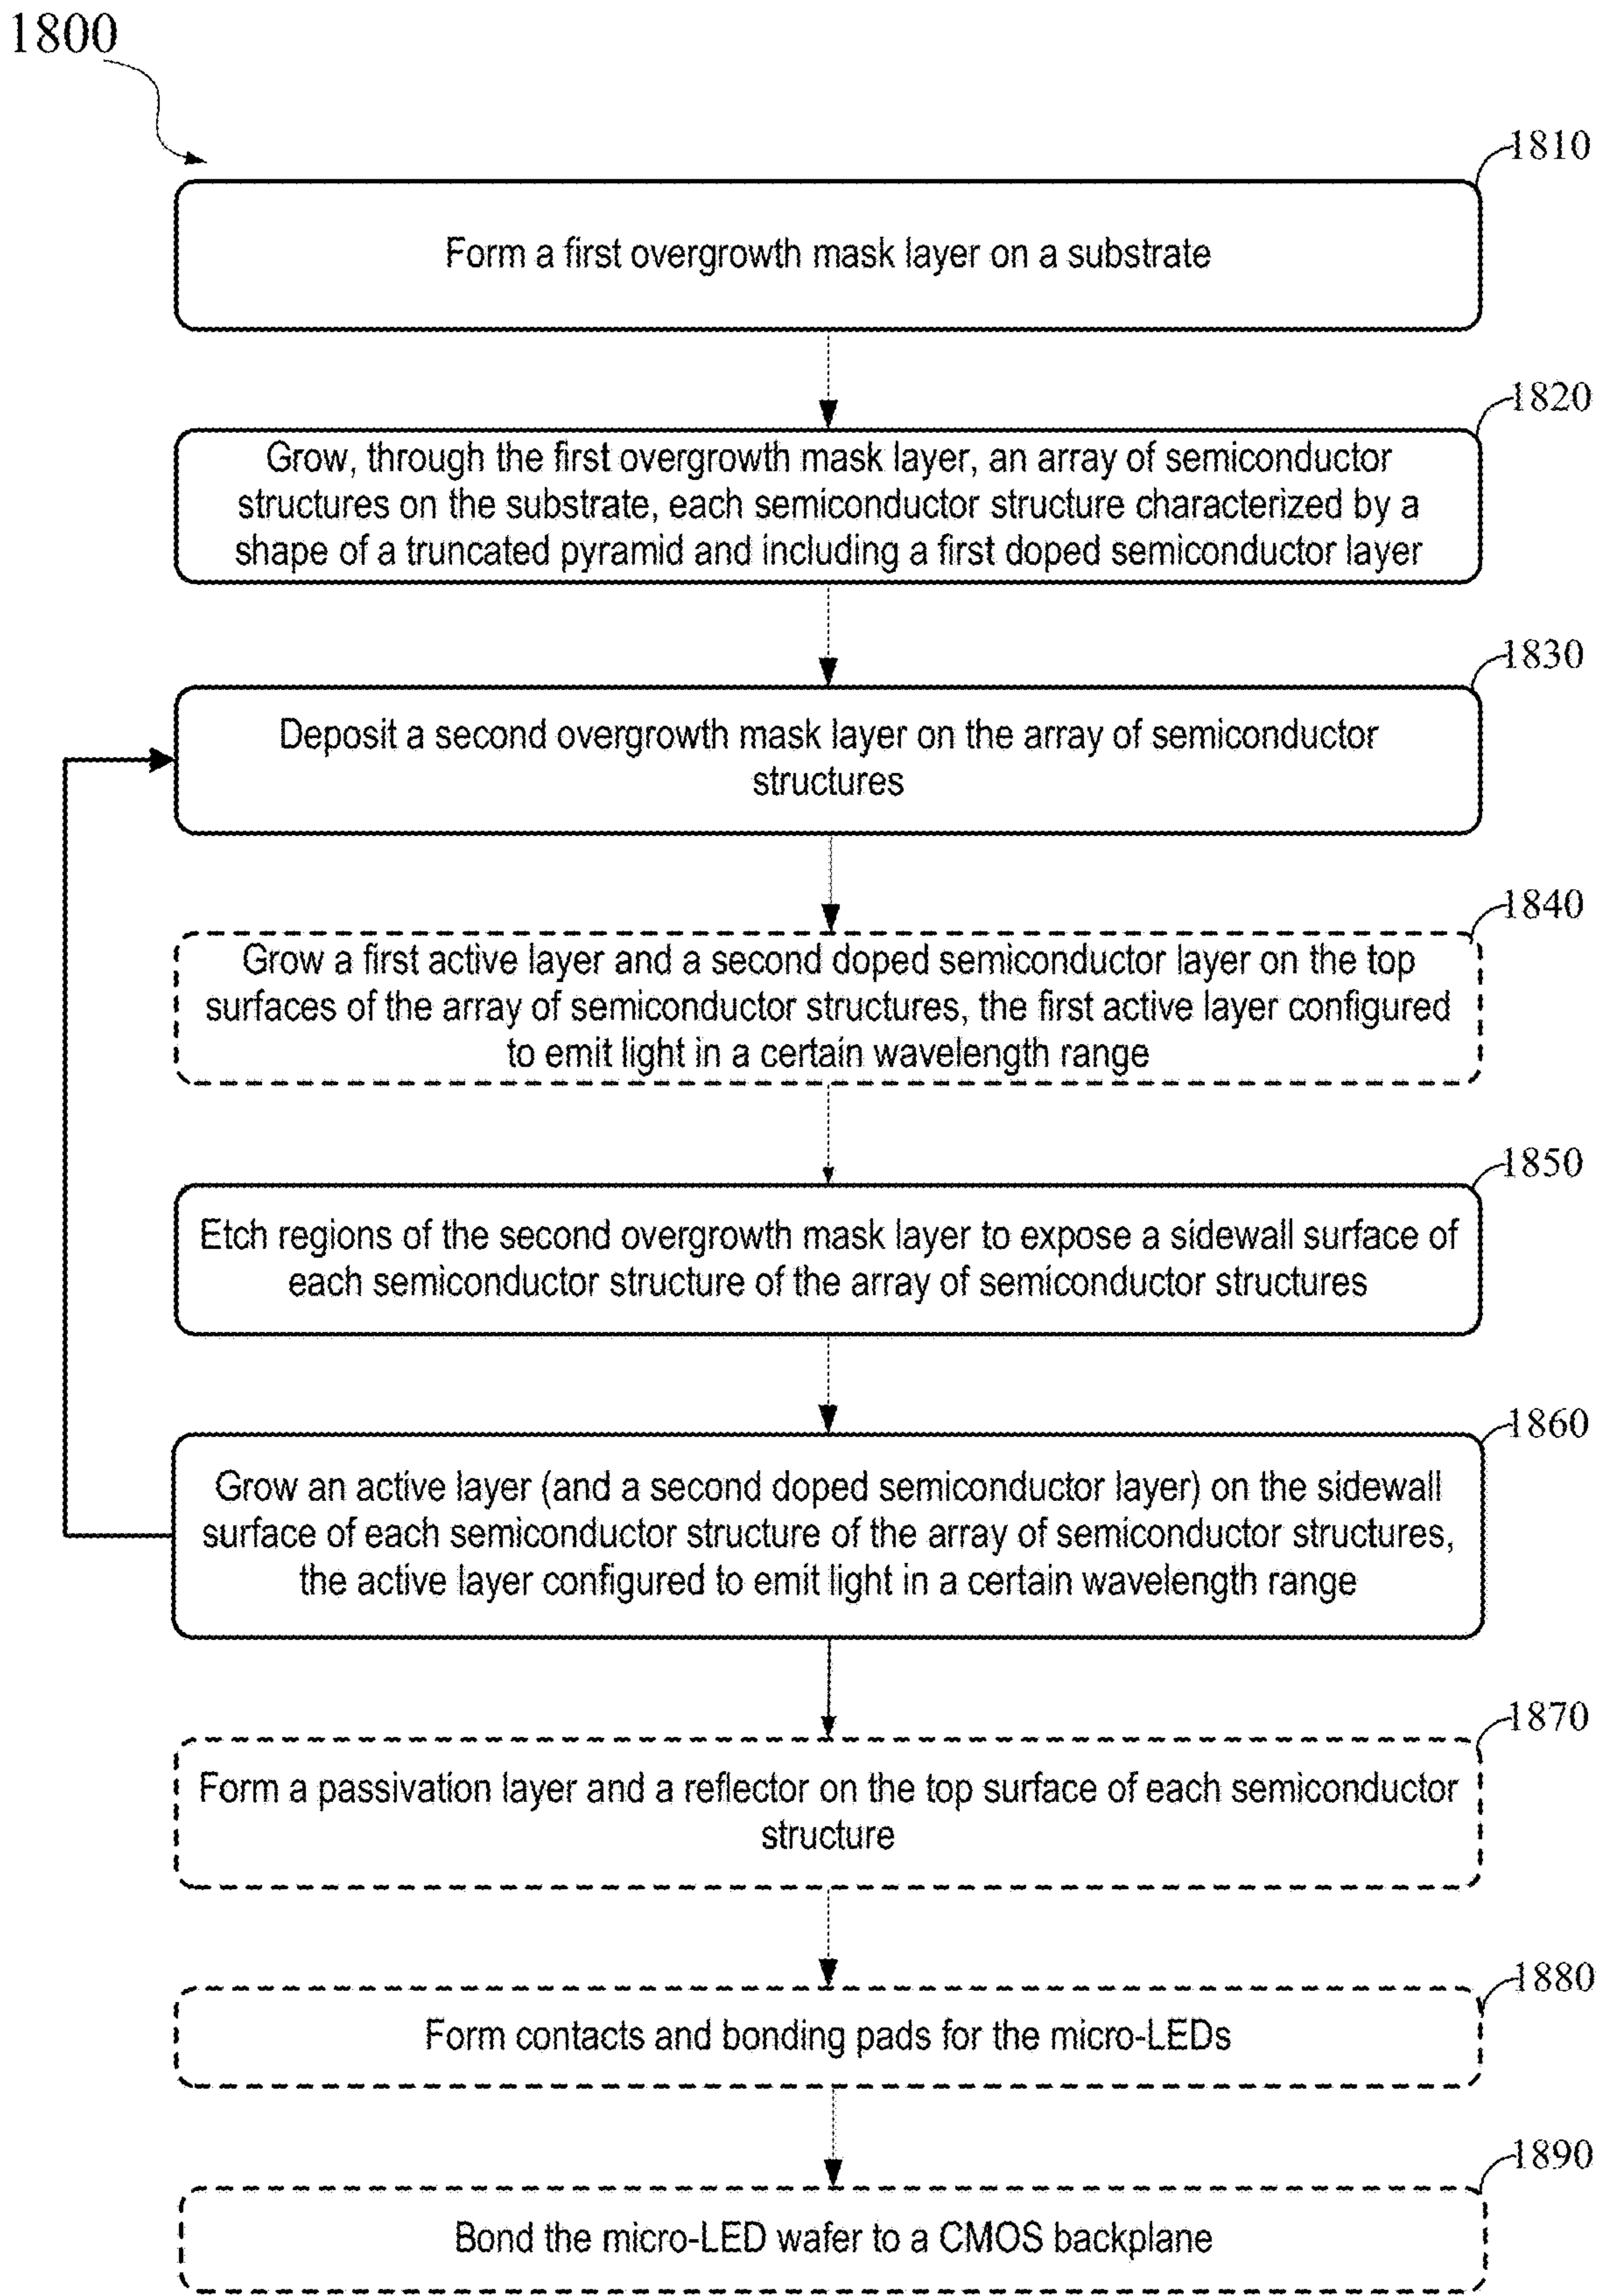 1800
1810
Form a first overgrowth mask layer on a substrate
1820
Grow, through the first overgrowth mask layer, an array of semiconductor
structures on the substrate, each semiconductor structure characterized by a
shape of a truncated pyramid and including a first doped semiconductor layer
1830
Deposit a second overgrowth mask layer on the array of semiconductor
structures
1840
Grow a first active layer and a second doped semiconductor layer on the top
surfaces of the array of semiconductor structures, the first active layer configured
to emit light in a certain wavelength range
1850
Etch regions of the second overgrowth mask layer to expose a sidewall surface of
each semiconductor structure of the array of semiconductor structures
1860
Grow an active layer (and a second doped semiconductor layer) on the sidewall
surface of each semiconductor structure of the array of semiconductor structures,
the active layer configured to emit light in a certain wavelength range
1870
Form a passivation layer and a reflector on the top surface of each semiconductor
structure
1880
Form contacts and bonding pads for the micro-LEDs
1890
Bond the micro-LED wafer to a CMOS backplane